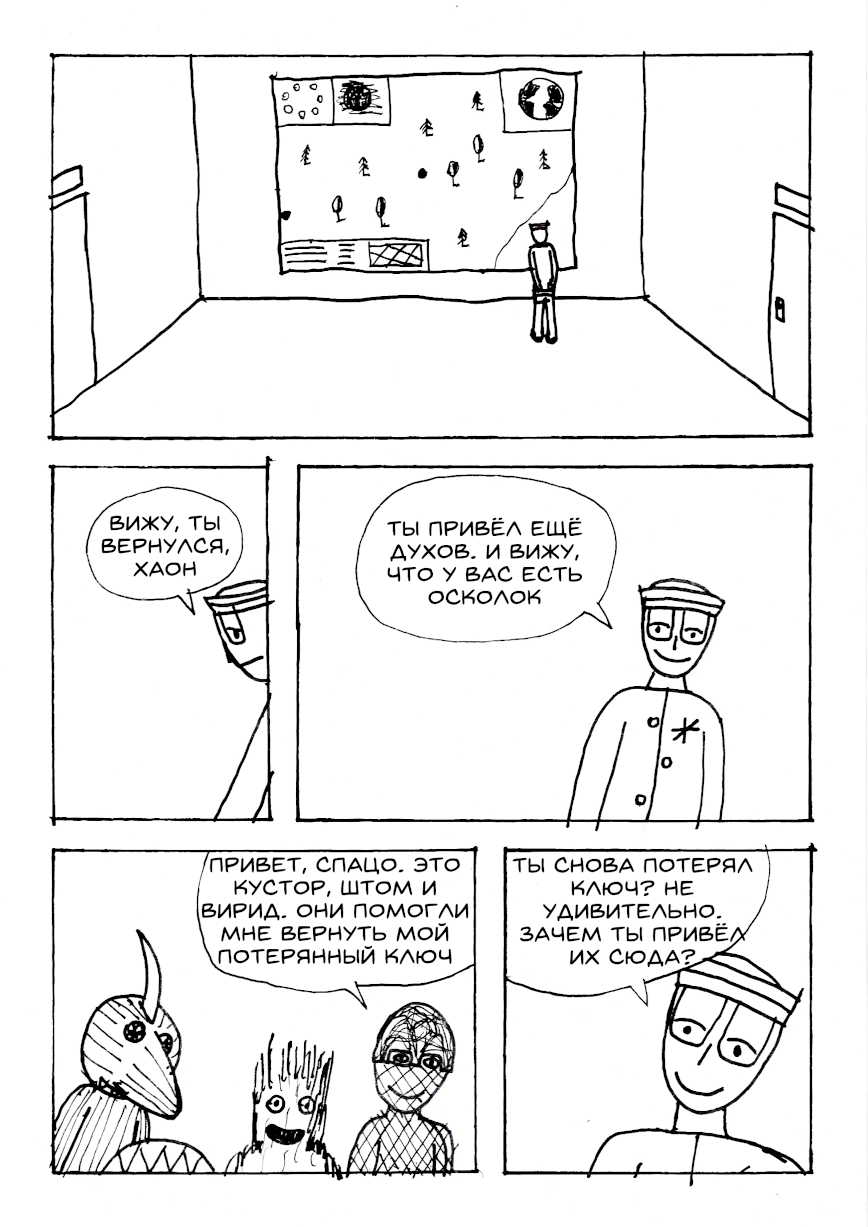 ВИЖУ, ТЫ
ВЕРНУЛСЯ,
ХАОН
ТЫ ПРИВЁЛ ЕЩЁ
ДУХОВ. И ВИЖУ,
ЧТО У ВАС ЕСТЬ
ОСКОЛОК
ПРИВЕТ, СПАЦО. ЭТО
КУСТОР, ШТОМ И
ВИРИД. ОНИ ПОМОГЛИ
МНЕ ВЕРНУТЬ МОЙ
ПОТЕРЯННЫЙ КЛЮЧ
ТЫ СНОВА ПОТЕРЯЛ
КЛЮЧ? НЕ
УДИВИТЕЛЬНО.
ЗАЧЕМ ТЫ ПРИВЁЛ
ИХ СЮДА?